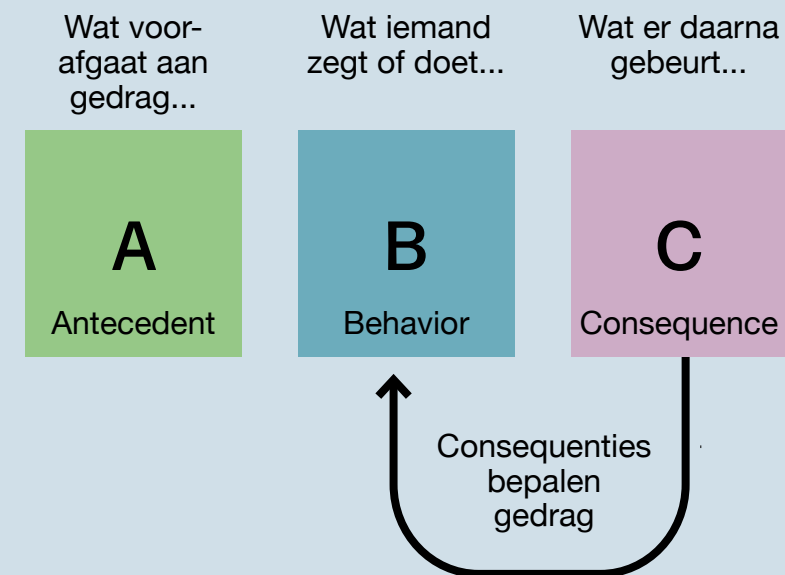 Wat voor-
afgaat aan
gedrag...
Wat iemand
zegt of doet...
Wat er daarna
gebeurt...
A
Antecedent
B
Behavior
C
Consequence
Consequenties
bepalen
gedrag